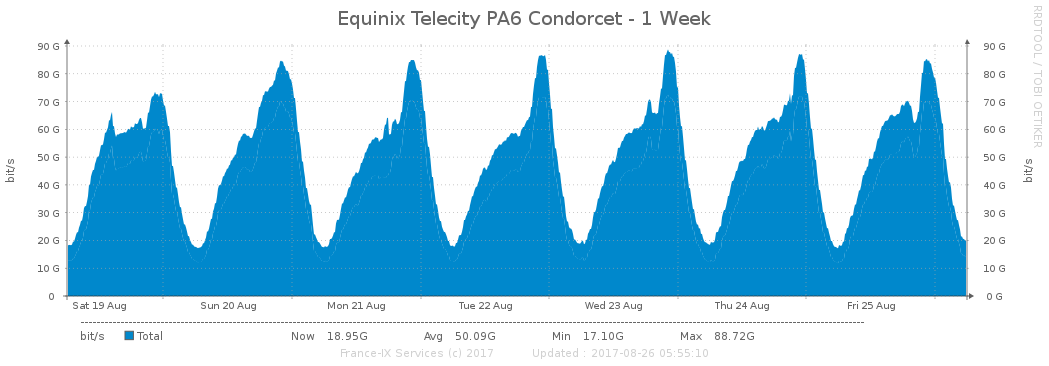 Equinix Telecity PA6 Condorcet - 1 Week
RRDTOOL / TOBI OETIKER
90 G 90 G
80 G 80 G
70 G 70 G
60 G 60 G
50 G 50 G
40 G 40 G
30 G 30 G
20 G 20 G
10 G 10 G
0 0 G
bit/s
bit/s
Sat 19 Aug Sun 20 Aug Mon 21 Aug Tue 22 Aug Wed 23 Aug Thu 24 Aug Fri 25 Aug
bit/s Total Now 18.95G Avg 50.09G Min 17.10G Max 88.72G
France-IX Services (c) 2017 Updated : 2017-08-26 05:55:10